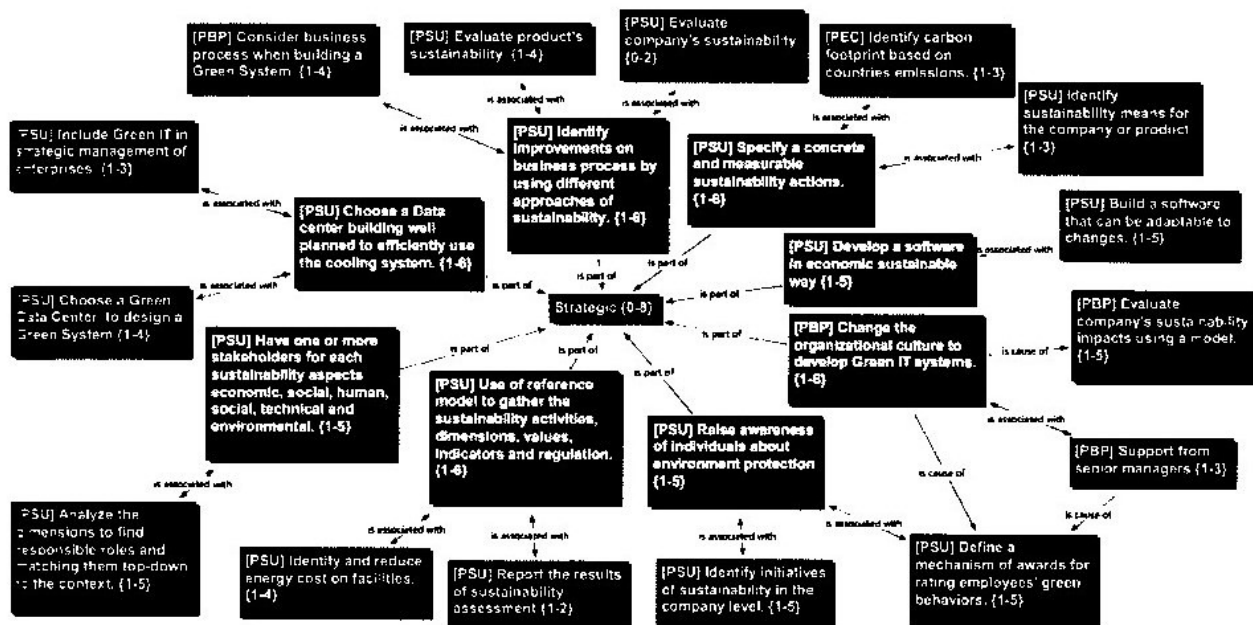 [PBP] Consider business
process when building a
Green System {1-4}
[PSU] Evaluate product's
sustainability {1-4}
[PSU] Evaluate
company's sustainability
{0-2}
[PEC] Identify carbon
footprint based on
countries emissions. {1-3}
is associated with
is associated with
is associated with
is associated with
[PSU] Identify
sustainability means for
the company or product
{1-3}
is associated with
[PSU] Include Green IT in
strategic management of
enterprises {1-3}
is associated with
[PSU] Identify
improvements on
business process by
using different
approaches of
sustainability. {1-6}
[PSU] Specify a concrete
and measurable
sustainability actions.
{1-6}
[PSU] Build a software
that can be adaptable to
changes. {1-5}
is associated with
[PSU] Choose a Data
center building well
planned to efficiently use
the cooling system. {1-6}
[PSU] Develop a software
in economic sustainable
way {1-5}
is part of
is part of
is part of
is part of
is associated with
[PSU] Choose a Green
Data Center to design a
Green System {1-4}
Strategic {0-8}
[PBP] Change the
organizational culture to
develop Green IT systems.
{1-6}
is part of
[PBP] Evaluate
company's sustainability
impacts using a model.
{1-5}
is cause of
[PSU] Have one or more
stakeholders for each
sustainability aspects
economic, social, human,
social, technical and
environmental. {1-5}
is part of
is part of
is part of
[PSU] Use of reference
model to gather the
sustainability activities,
dimensions, values,
indicators and regulation.
{1-6}
[PSU] Raise awareness
of individuals about
environment protection
{1-5}
is associated with
is cause of
[PBP] Support from
senior managers {1-3}
is cause of
is associated with
[PSU] Analyze the
dimensions to find
responsible roles and
matching them top-down
to the context. {1-5}
is associated with
is associated with
is associated with
is associated with
[PSU] Identify and reduce
energy cost on facilities.
{1-4}
[PSU] Report the results
of sustainability
assessment {1-2}
[PSU] Identify initiatives
of sustainability in the
company level. {1-5}
[PSU] Define a
mechanism of awards for
rating employees' green
behaviors. {1-5}